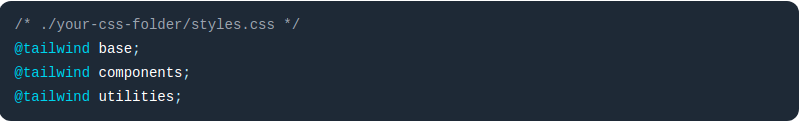 /* ./your-css-folder/styles.css */
@tailwind base;
@tailwind components;
@tailwind utilities;